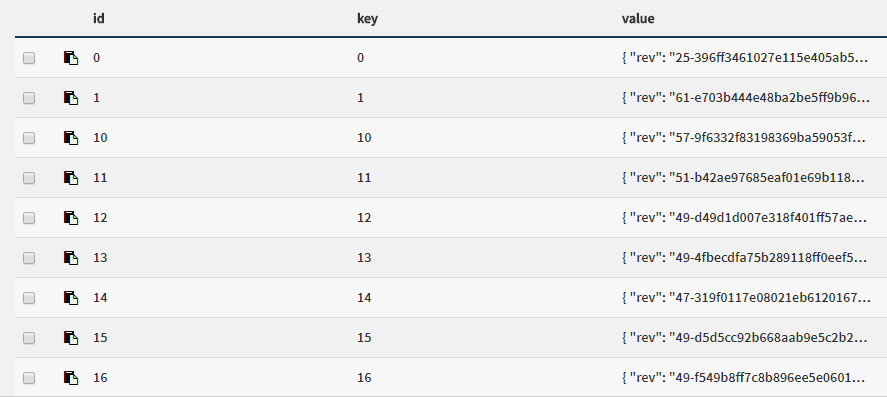 id key value
0 0 { "rev": "25-396ff3461027e115e405ab5...
1 1 { "rev": "61-e703b444e48ba2be5ff9b96...
10 10 { "rev": "57-9f6332f83198369ba59053f...
11 11 { "rev": "51-b42ae97685eaf01e69b118...
12 12 { "rev": "49-d49d1d007e318f401ff57ae...
13 13 { "rev": "49-4fbecdfa75b289118ff0eef5...
14 14 { "rev": "47-319f0117e08021eb6120167...
15 15 { "rev": "49-d5d5cc92b668aab9e5c2b2...
16 16 { "rev": "49-f549b8ff7c8b896ee5e0601...